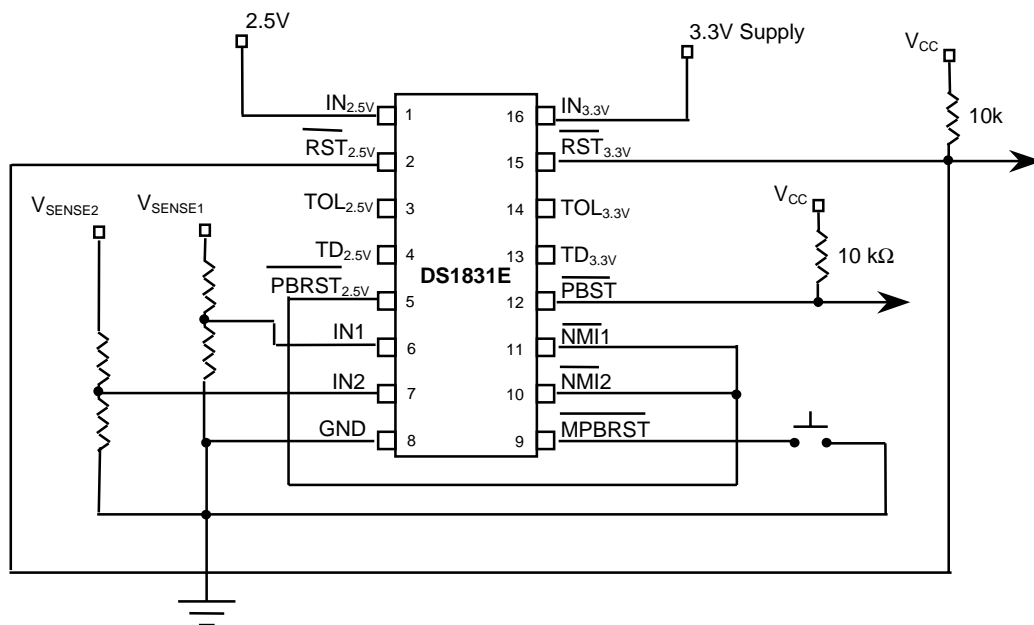 2.5V
3.3V Supply
VCC
10k
IN2.5V 1 16 IN3.3V
RST2.5V 2 15 RST3.3V
VSENSE2 VSENSE1 TOL2.5V 3 14 TOL3.3V VCC
TD2.5V 4 13 TD3.3V 10 kΩ
DS1831E
PBRST2.5V 5 12 PBST
IN1 6 11 NMI1
IN2 7 10 NMI2
GND 8 9 MPBRST